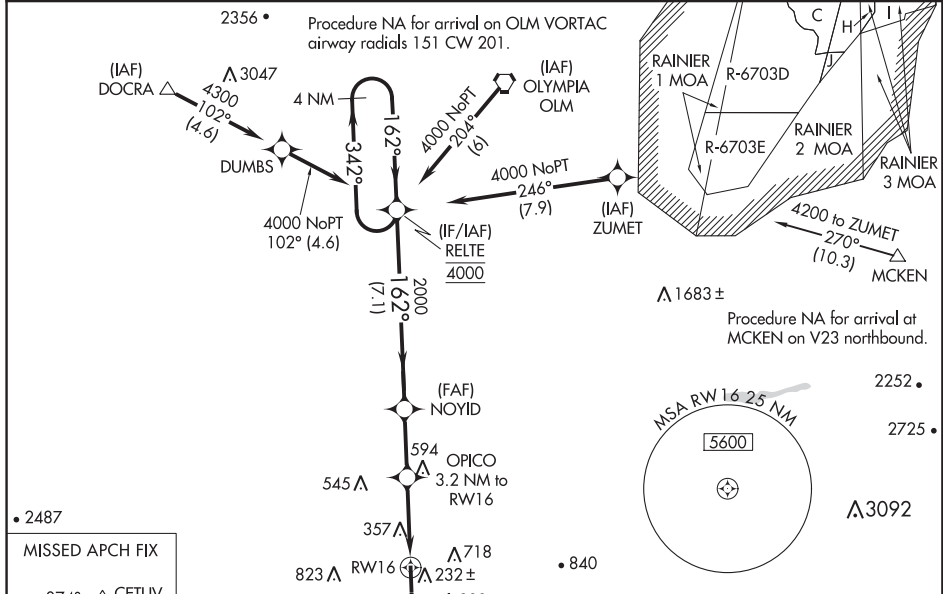 2356
Procedure NA for arrival on OLM VORTAC
airway radials 151 CW 201.
(IAF)
DOCRA
4300
102°
(4.6)
3047
4 NM
342°
162°
(IAF)
OLYMPIA
OLM
4000 NoPT
204°
(6)
DUMBS
4000 NoPT
102° (4.6)
4000 NoPT
246°
(7.9)
(IAF)
ZUMET
(IF/IAF)
RELTE
4000
C
H
I
J
RAINIER
1 MOA
R-6703D
R-6703E
RAINIER
2 MOA
RAINIER
3 MOA
4200 to ZUMET
270°
(10.3)
MCKEN
2000
162°
(7.1)
1683 ±
Procedure NA for arrival at
MCKEN on V23 northbound.
(FAF)
NOYID
2252
2725
MSA RW16 25 NM
5600
594
545
OPICO
3.2 NM to
RW16
3092
2487
357
718
840
823
RW16
232 ±
MISSED APCH FIX
CETUV